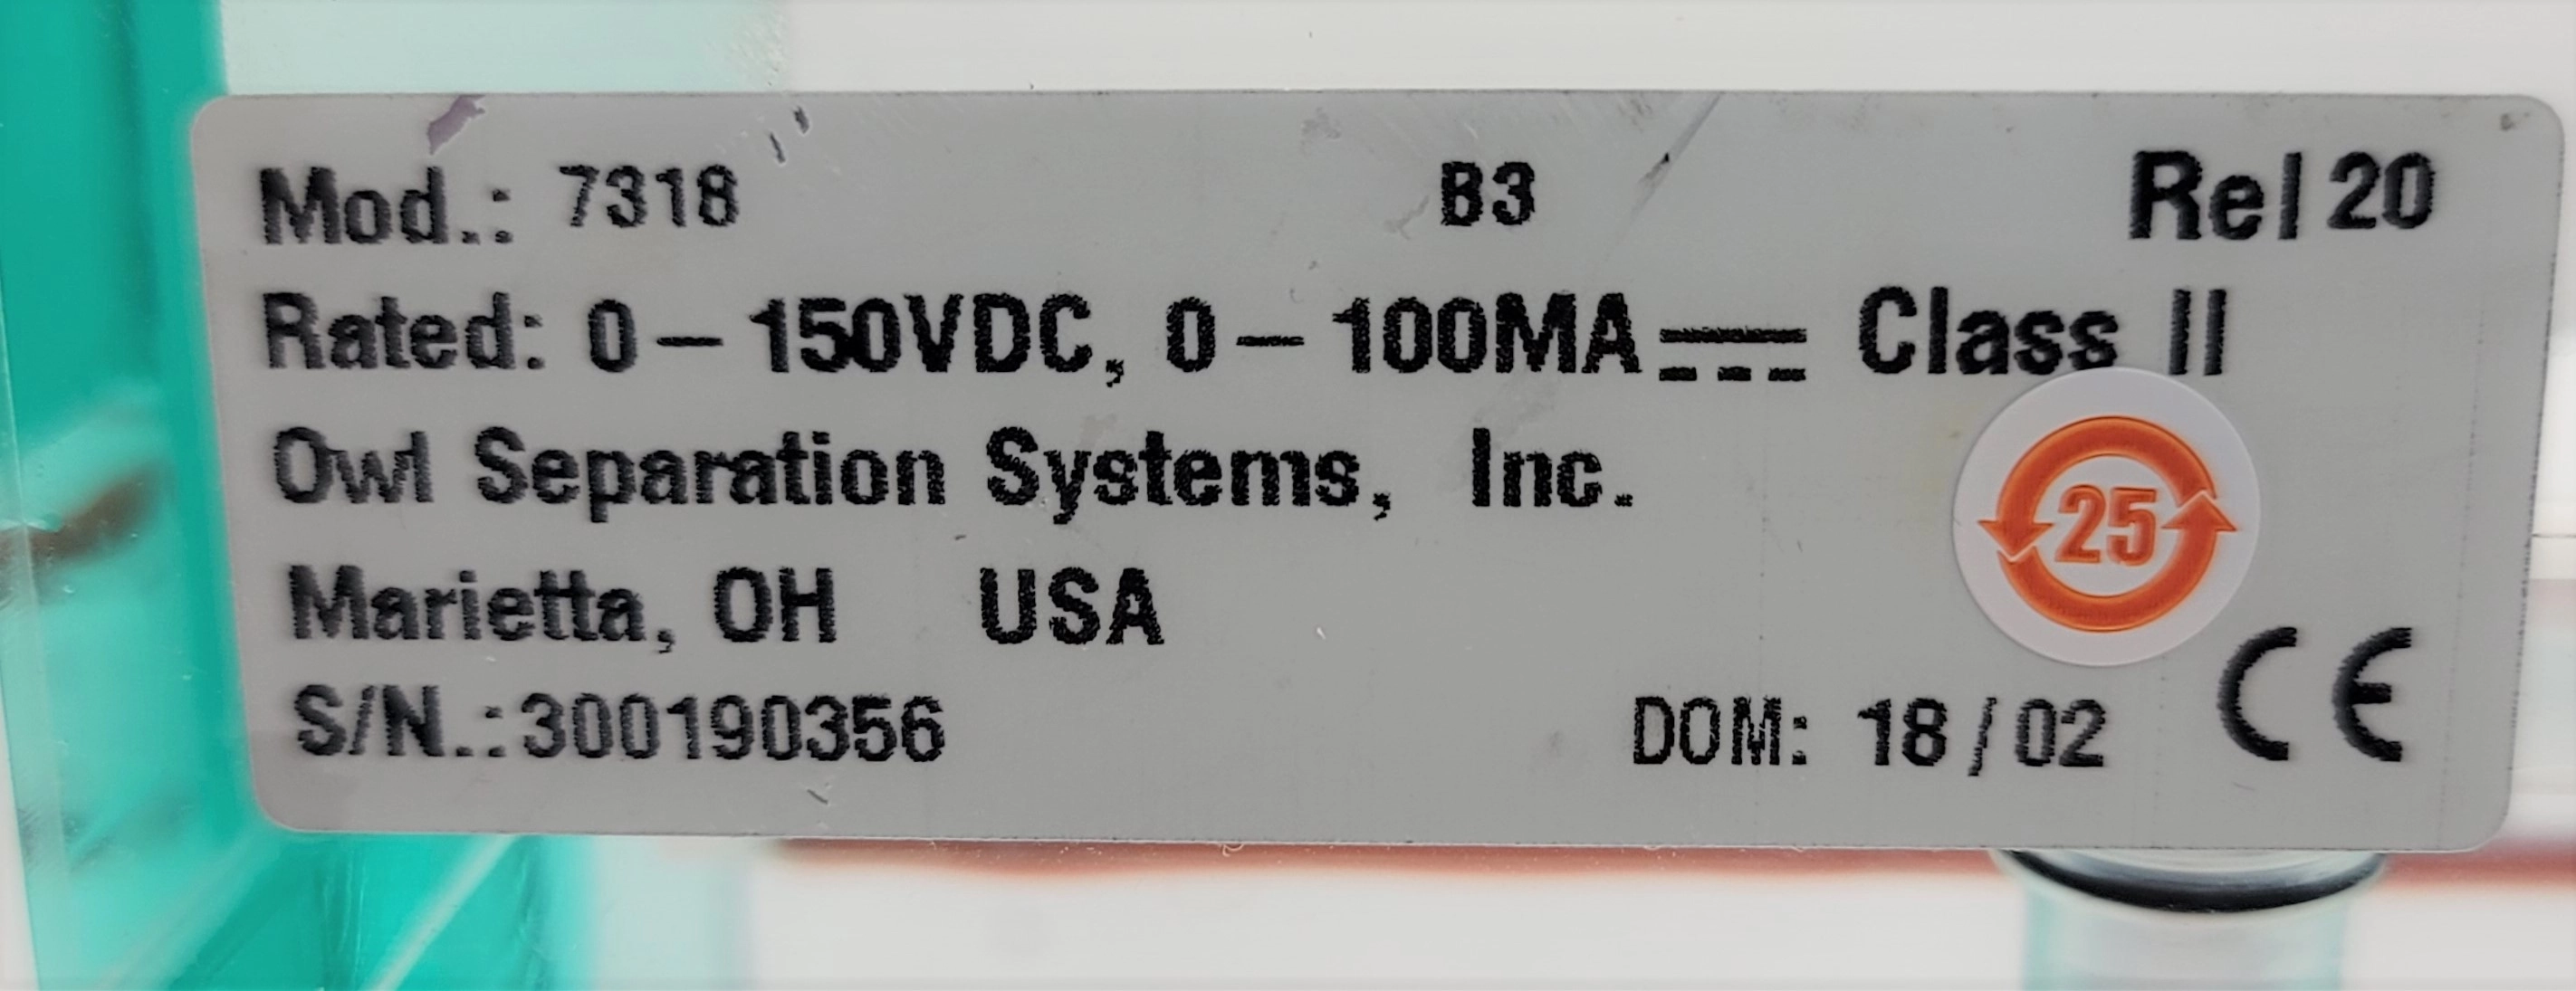 Mod.: 7318 B3 Rel 20
Rated: 0-150VDC, 0-100MA⎓ Class II
Owl Separation Systems, Inc.
25
Marietta, OH USA
S/N.:300190356 DOM: 18/02 CE